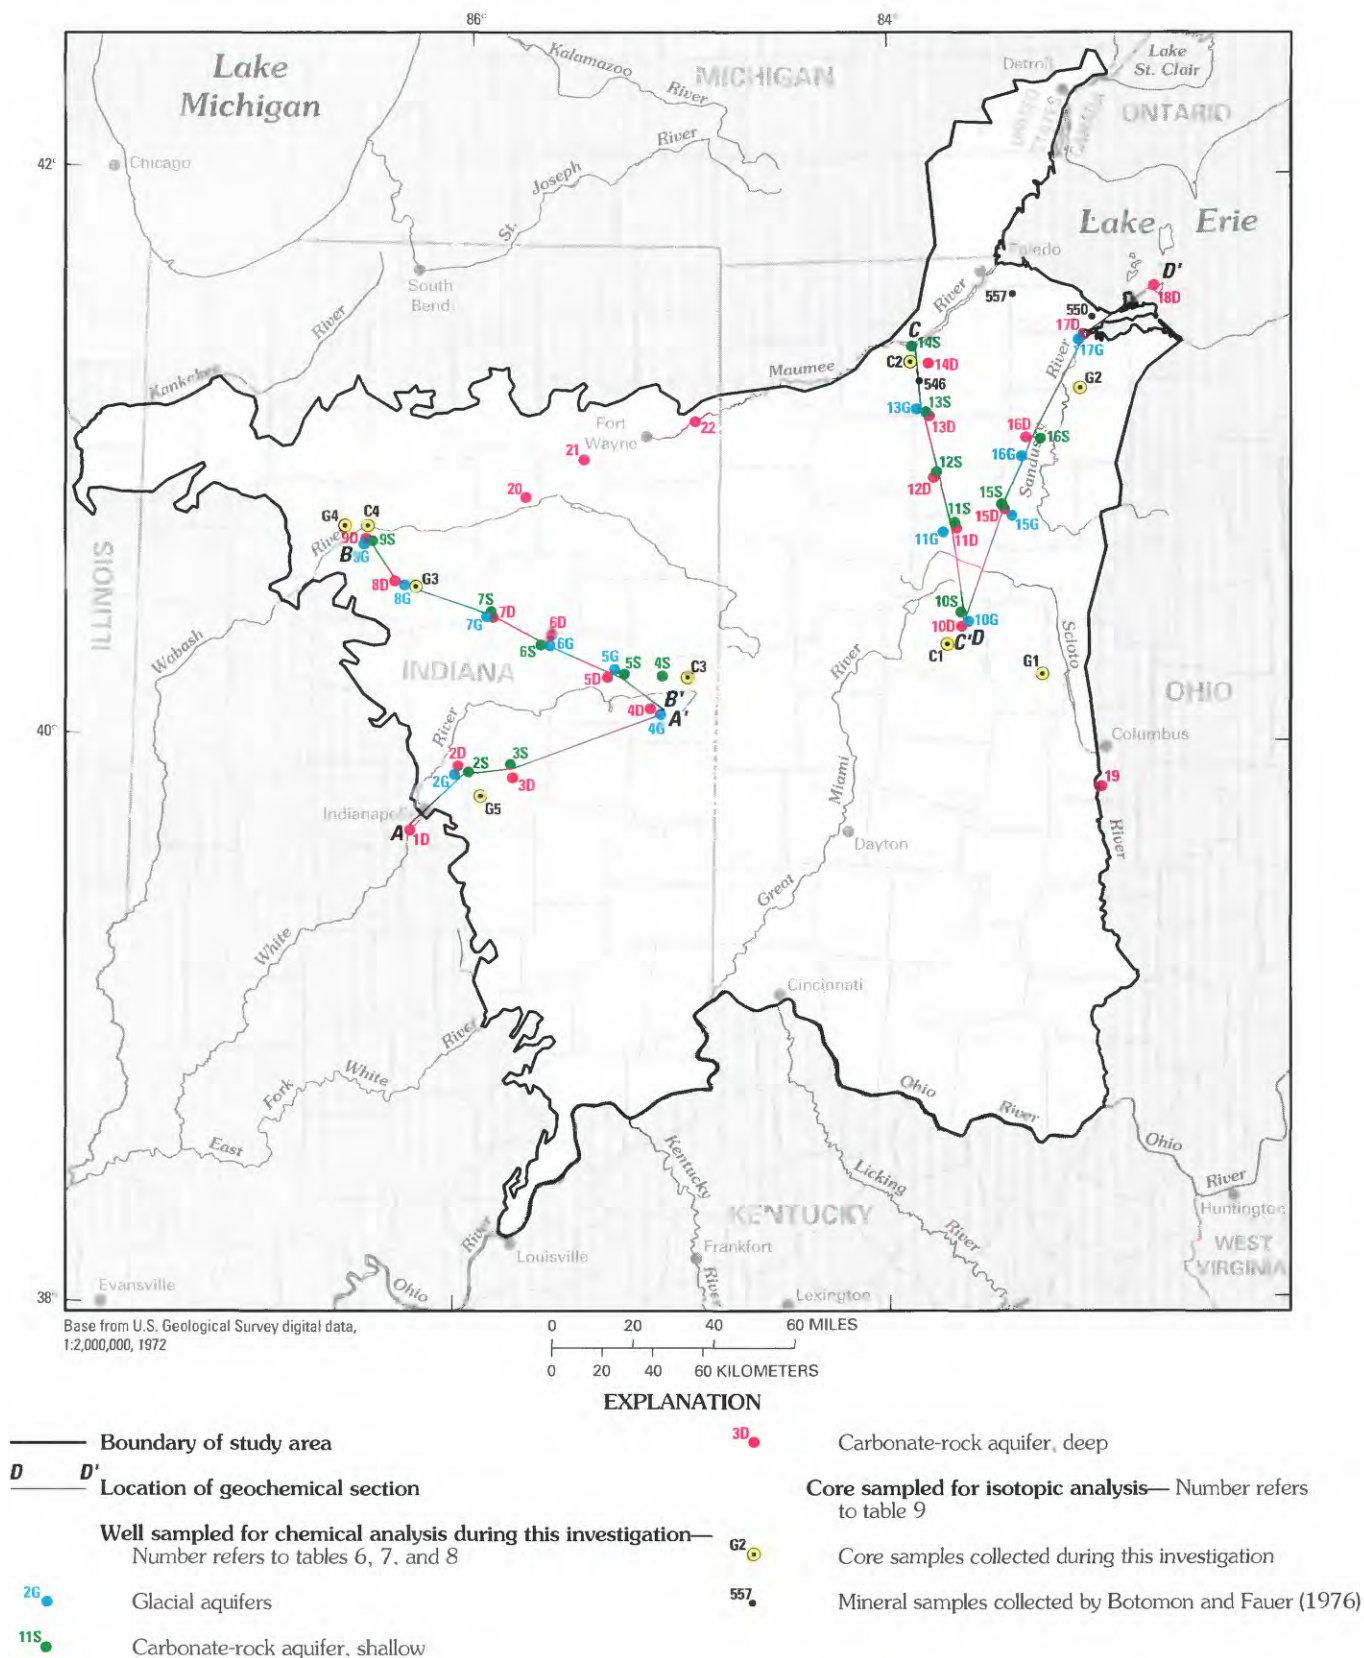 86°
84°
Lake
Michigan
Kalamazoo
River
MICHIGAN
Detroit
Lake
St. Clair
UNITED
STATES
CANADA
ONTARIO
42°
Chicago
River
Joseph
St.
Lake Erie
Toledo
South
Bend
River
Kankakee
River
557
550
D'
18D
17D
17G
C
14S
C2
14D
Maumee
546
River
G2
13G
13S
13D
Fort
Wayne
22
21
20
16D
16S
16G
Sandusky
12S
12D
15S
15D
15G
11S
11D
11G
G4
C4
River
9D
9S
B
9G
8D
8G
G3
7S
7D
7G
6D
6S
6G
10S
10G
10D
C'
D
C1
G1
Scioto
ILLINOIS
Wabash
River
INDIANA
5G
5S
5D
4S
C3
B'
4D
A'
4G
River
OHIO
40°
Columbus
2D
2S
3S
2G
3D
G5
Indianapolis
A
1D
19
River
Miami
Dayton
Great
White
Cincinnati
River
White
Fork
East
Ohio
River
Kentucky
Licking
River
Ohio
River
Huntington
KENTUCKY
WEST
VIRGINIA
River
Louisville
Frankfort
River
Evansville
Ohio
Lexington
38°
Base from U.S. Geological Survey digital data,
1:2,000,000, 1972
0 20 40 60 MILES
0 20 40 60 KILOMETERS
EXPLANATION
Boundary of study area
D D'
Location of geochemical section
Well sampled for chemical analysis during this investigation—
Number refers to tables 6, 7, and 8
2G
Glacial aquifers
11S
Carbonate-rock aquifer, shallow
3D
Carbonate-rock aquifer, deep
Core sampled for isotopic analysis— Number refers
to table 9
G2
Core samples collected during this investigation
557
Mineral samples collected by Botomon and Fauer (1976)